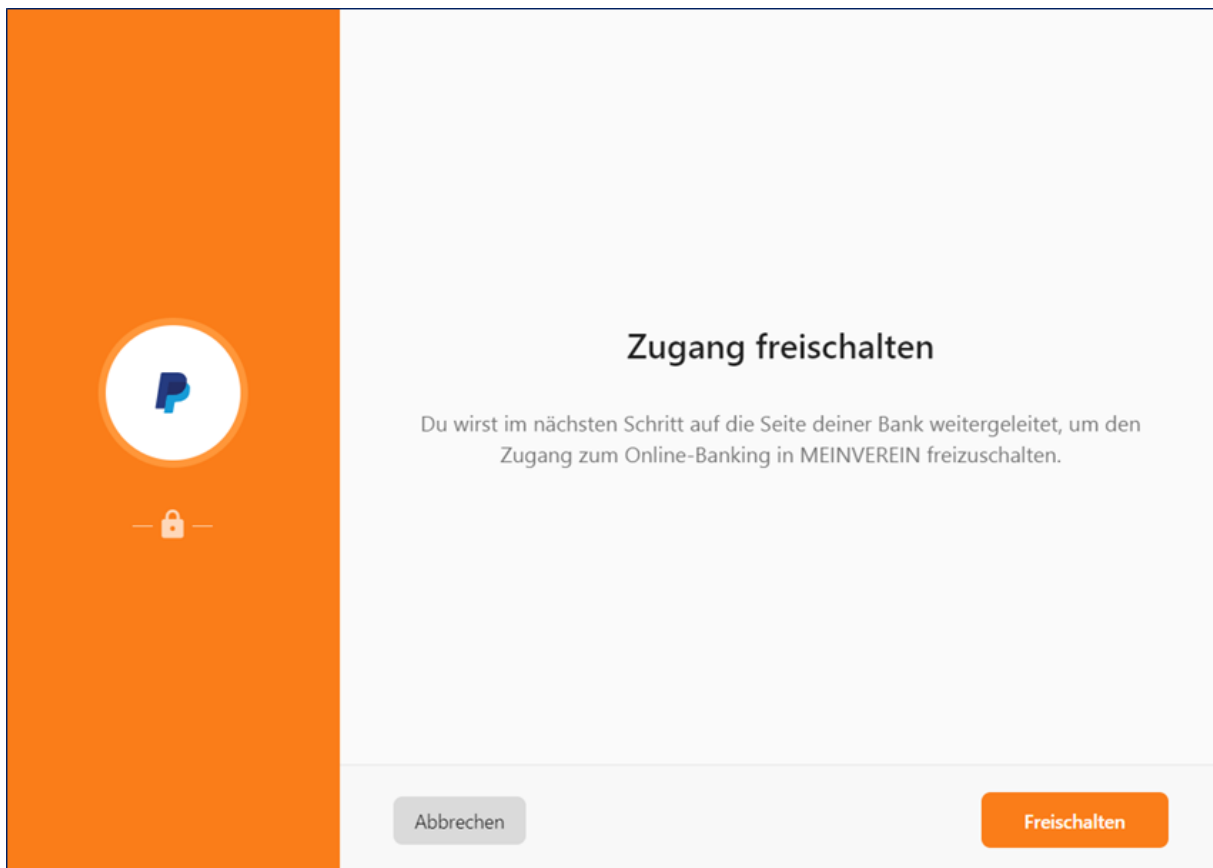 Zugang freischalten
Du wirst im nächsten Schritt auf die Seite deiner Bank weitergeleitet, um den
Zugang zum Online-Banking in MEINVEREIN freizuschalten.
Abbrechen
Freischalten